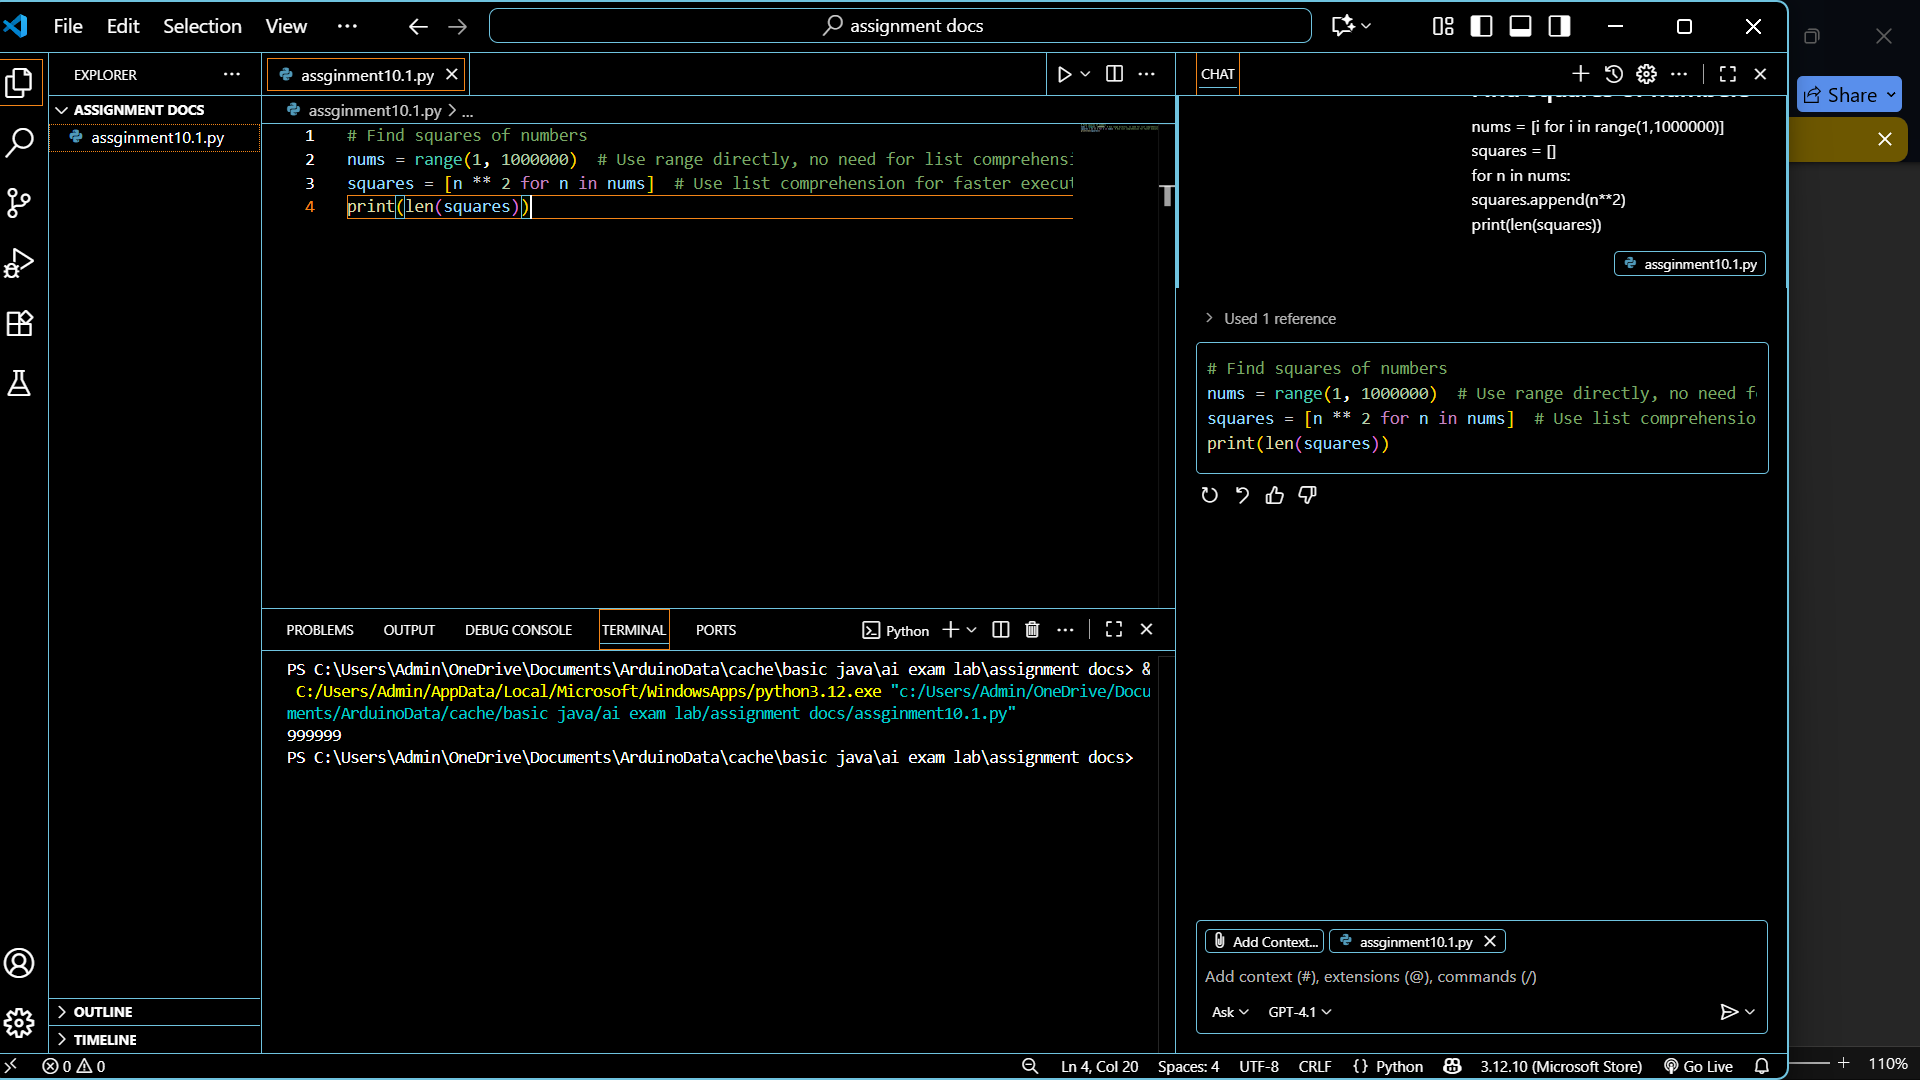 File Edit Selection View ···
assignment docs
EXPLORER ···
ASSIGNMENT DOCS
assginment10.1.py
OUTLINE
TIMELINE
assginment10.1.py
assginment10.1.py > ...
1 # Find squares of numbers
2 nums = range(1, 1000000)  # Use range directly, no need for list comprehensi
3 squares = [n ** 2 for n in nums]  # Use list comprehension for faster execut
4 print(len(squares))
PROBLEMS OUTPUT DEBUG CONSOLE TERMINAL PORTS
Python
PS C:\Users\Admin\OneDrive\Documents\ArduinoData\cache\basic java\ai exam lab\assignment docs> &
C:/Users/Admin/AppData/Local/Microsoft/WindowsApps/python3.12.exe "c:/Users/Admin/OneDrive/Docu
ments/ArduinoData/cache/basic java/ai exam lab/assignment docs/assginment10.1.py"
999999
PS C:\Users\Admin\OneDrive\Documents\ArduinoData\cache\basic java\ai exam lab\assignment docs>
CHAT
nums = [i for i in range(1,1000000)]
squares = []
for n in nums:
squares.append(n**2)
print(len(squares))
assginment10.1.py
Used 1 reference
# Find squares of numbers
nums = range(1, 1000000)  # Use range directly, no need f
squares = [n ** 2 for n in nums]  # Use list comprehensio
print(len(squares))
Add Context...
assginment10.1.py
Add context (#), extensions (@), commands (/)
Ask GPT-4.1
Share
0 0
Ln 4, Col 20 Spaces: 4 UTF-8 CRLF {} Python 3.12.10 (Microsoft Store) Go Live
110%